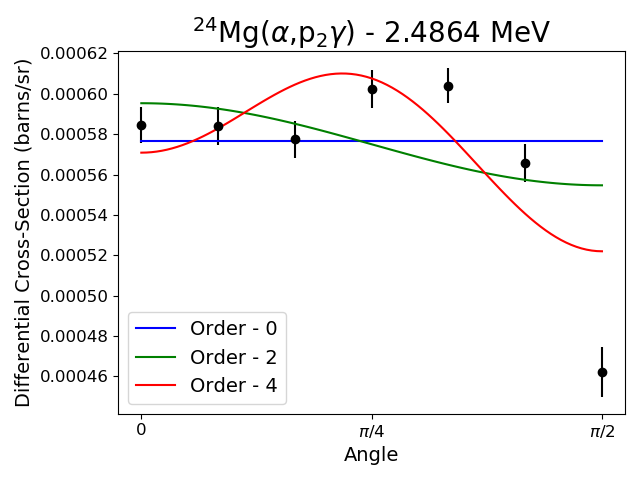 ²⁴Mg(α,p₂γ) - 2.4864 MeV
Differential Cross-Section (barns/sr)
0.00062
0.00060
0.00058
0.00056
0.00054
0.00052
0.00050
0.00048
0.00046
Order - 0
Order - 2
Order - 4
0
π/4
π/2
Angle